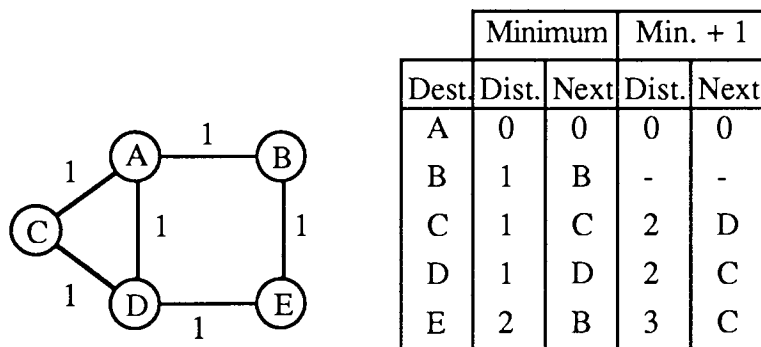 Minimum Min. + 1
Dest. Dist. Next Dist. Next
A 0 0 0 0
B 1 B - -
C 1 C 2 D
D 1 D 2 C
E 2 B 3 C
1
A B
1
C 1 1
1
D E
1